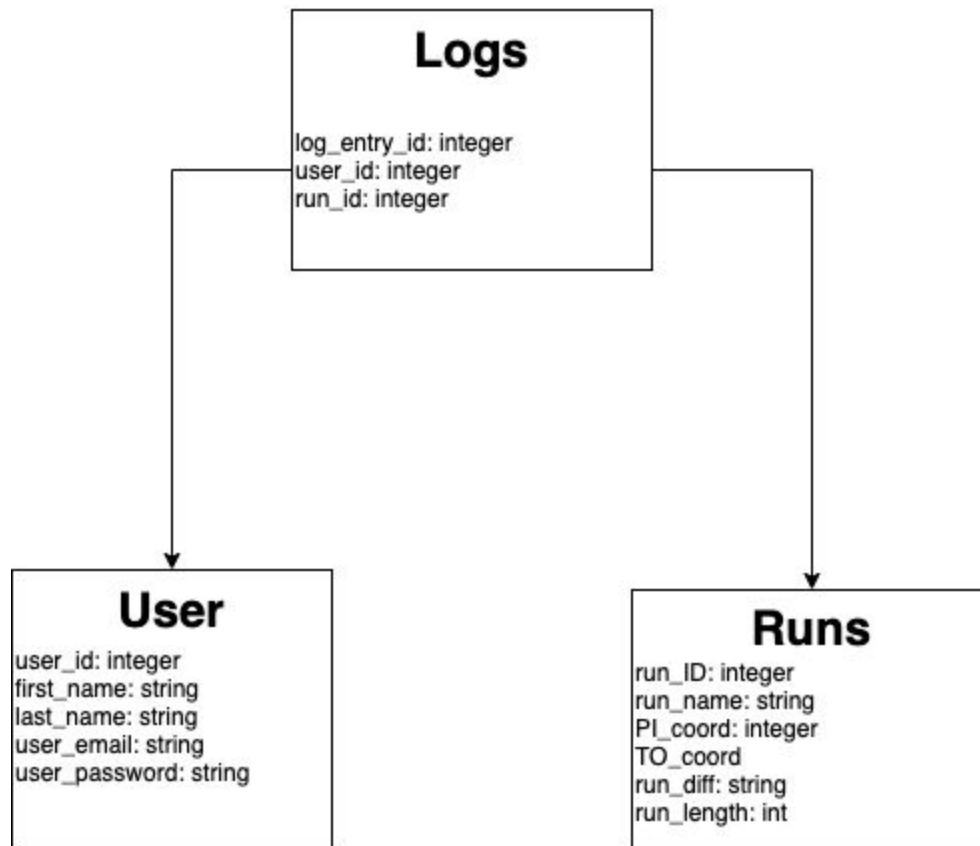 Logs
log_entry_id: integer
user_id: integer
run_id: integer
User
user_id: integer
first_name: string
last_name: string
user_email: string
user_password: string
Runs
run_ID: integer
run_name: string
PI_coord: integer
TO_coord
run_diff: string
run_length: int